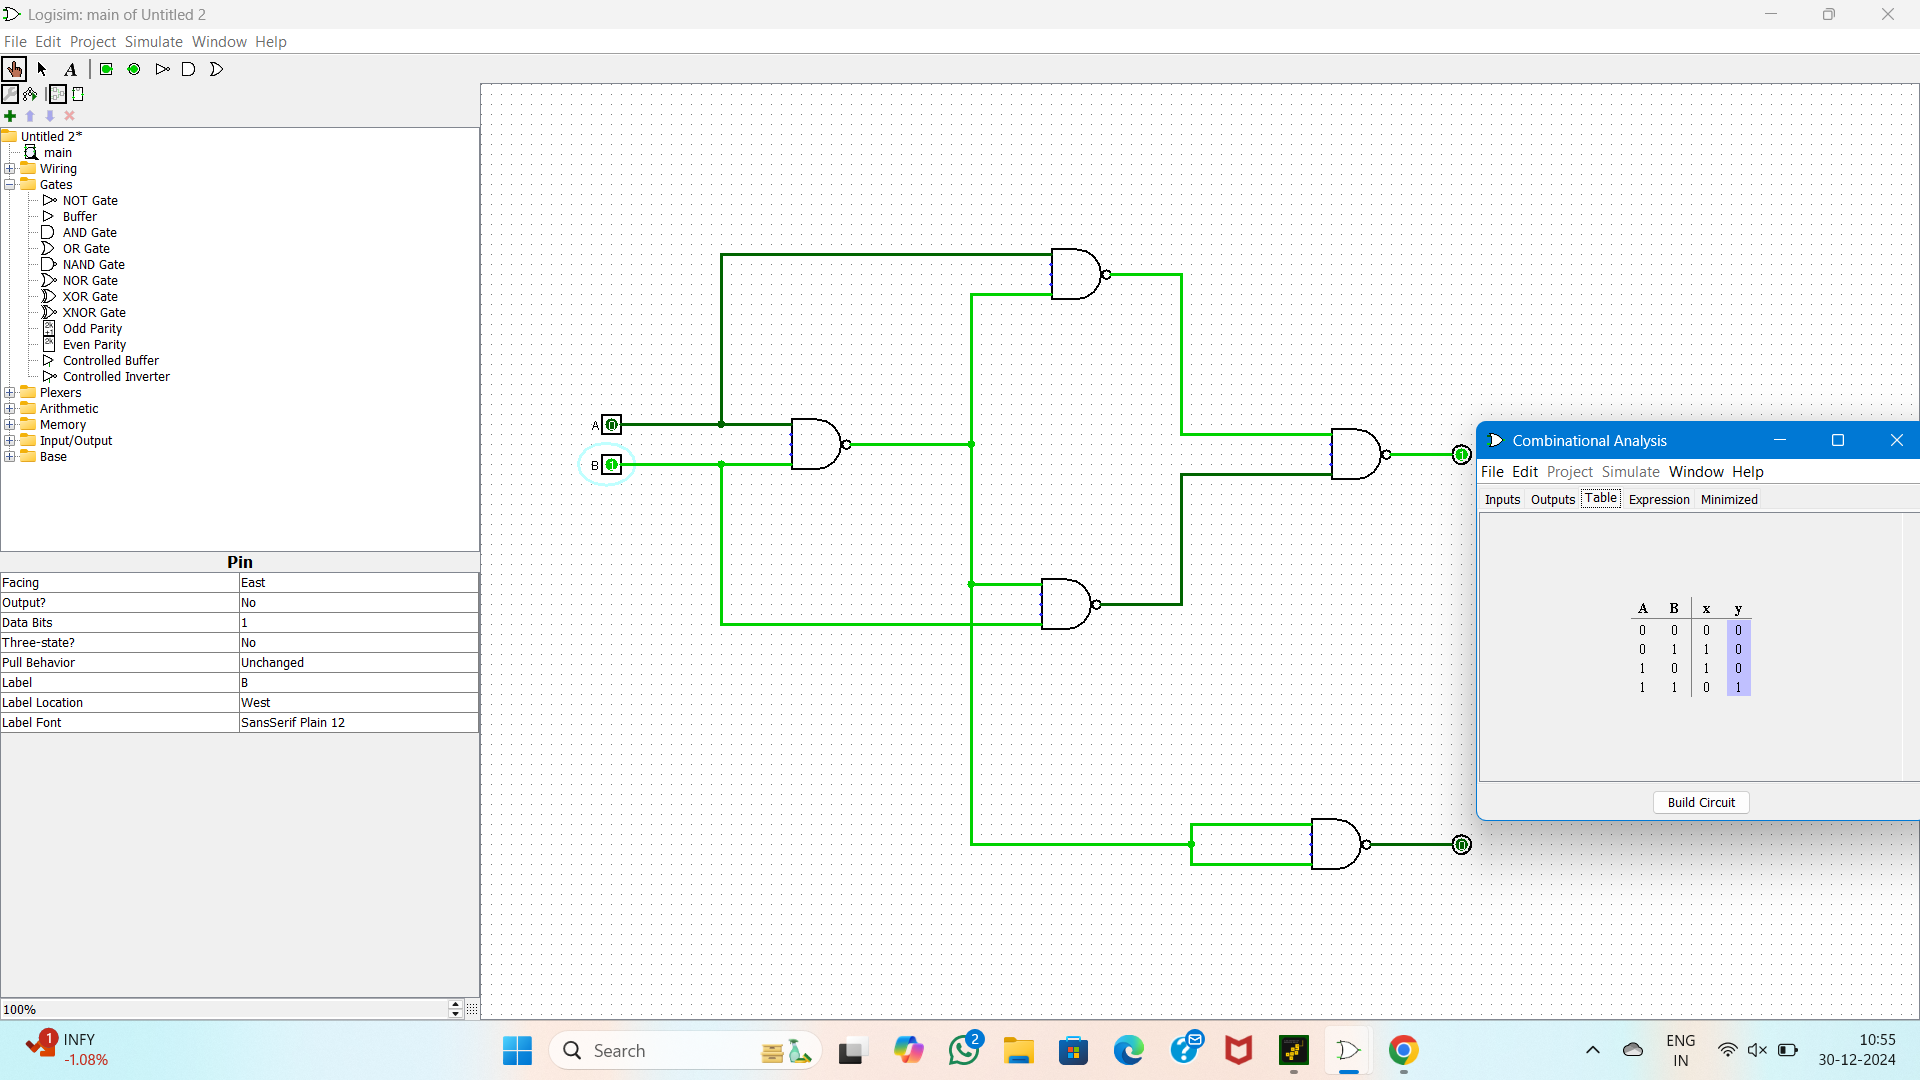 Logisim: main of Untitled 2
File Edit Project Simulate Window Help
A
Untitled 2*
main
Wiring
Gates
NOT Gate
Buffer
AND Gate
OR Gate
NAND Gate
NOR Gate
XOR Gate
XNOR Gate
Odd Parity
Even Parity
Controlled Buffer
Controlled Inverter
Plexers
Arithmetic
Memory
Input/Output
Base
Pin
Facing East
Output? No
Data Bits 1
Three-state? No
Pull Behavior Unchanged
Label B
Label Location West
Label Font SansSerif Plain 12
100%
A 0
B 1
1
0
Combinational Analysis
File Edit Project Simulate Window Help
Inputs Outputs Table Expression Minimized
A B x y
0 0 0 0
0 1 1 0
1 0 1 0
1 1 0 1
Build Circuit
1
INFY
-1.08%
Search
2
ENG
IN
10:55
30-12-2024